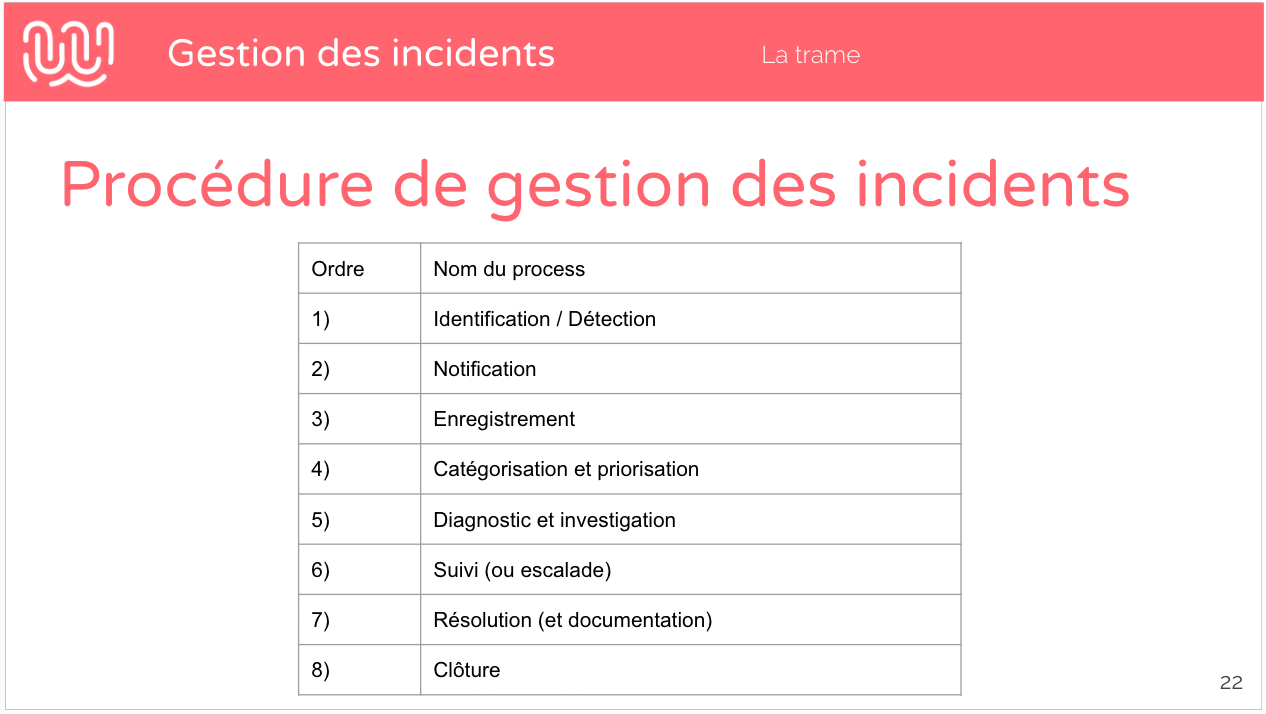 Gestion des incidents La trame
Procédure de gestion des incidents
Ordre Nom du process
1) Identification / Détection
2) Notification
3) Enregistrement
4) Catégorisation et priorisation
5) Diagnostic et investigation
6) Suivi (ou escalade)
7) Résolution (et documentation)
8) Clôture
22